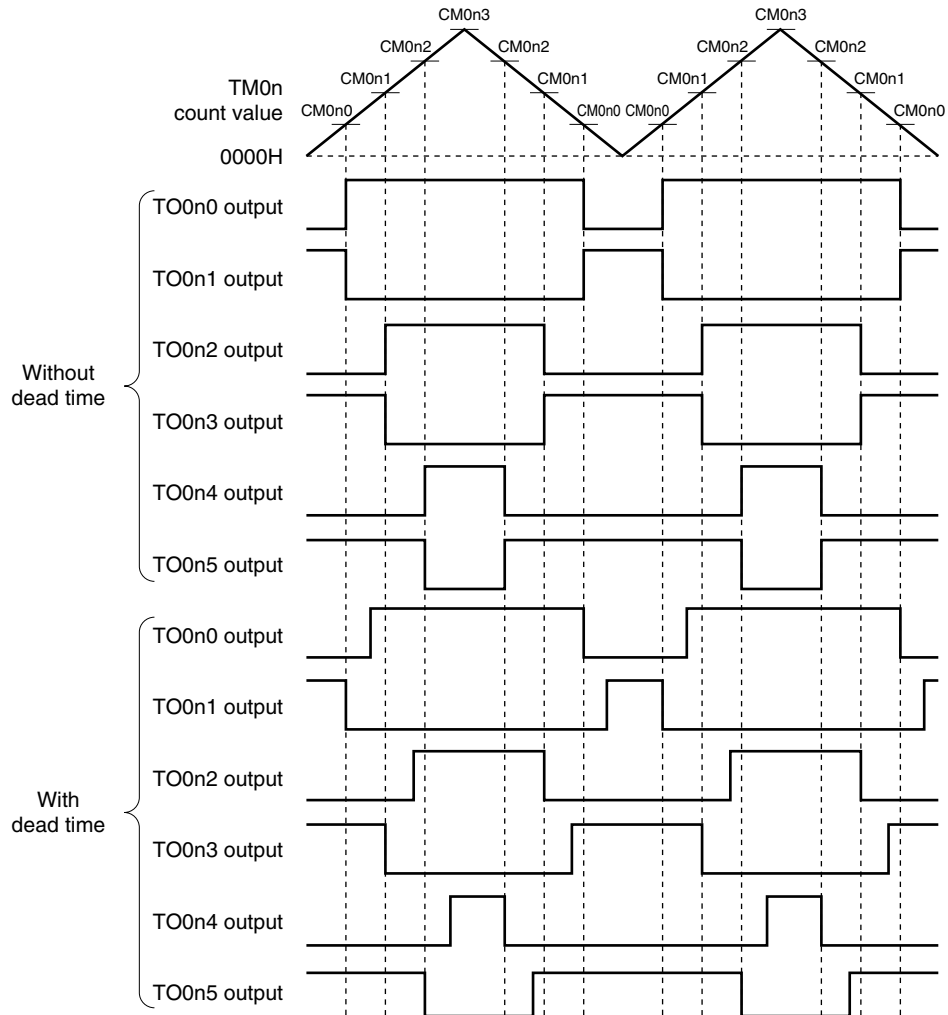 CM0n3
CM0n3
CM0n2
CM0n2
CM0n2
CM0n2
CM0n1
CM0n1
CM0n1
CM0n1
TM0n
count value
CM0n0
CM0n0
CM0n0
CM0n0
0000H
Without
dead time
TO0n0 output
TO0n1 output
TO0n2 output
TO0n3 output
TO0n4 output
TO0n5 output
With
dead time
TO0n0 output
TO0n1 output
TO0n2 output
TO0n3 output
TO0n4 output
TO0n5 output